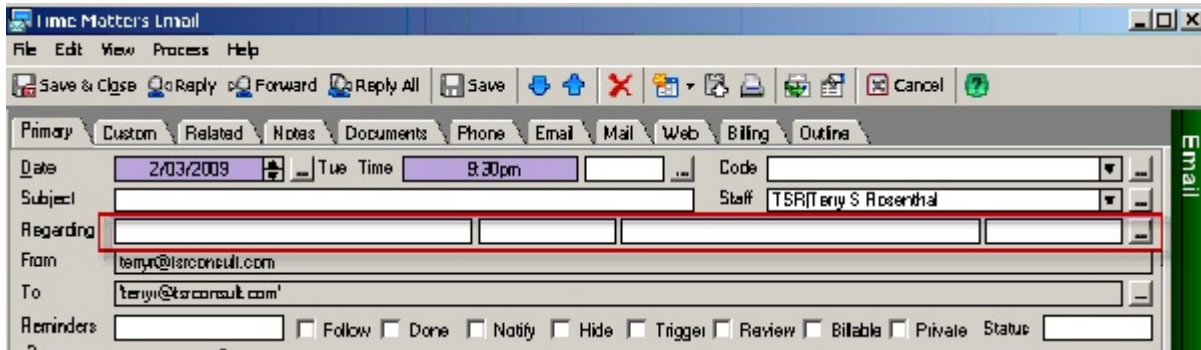 Time Matters Email
File Edit View Process Help
Save & Close Reply Forward Reply All Save Cancel
Primary Custom Related Notes Documents Phone Email Mail Web Billing Outline
Date 2/03/2009 ... Tue Time 9:30pm ... Code ...
Subject Staff TSR|Terry S Rosenthal ...
Regarding ...
From terryr@tsrconsult.com
To 'terryr@tsrconsult.com' ...
Reminders Follow Done Notify Hide Trigger Review Billable Private Status
Email